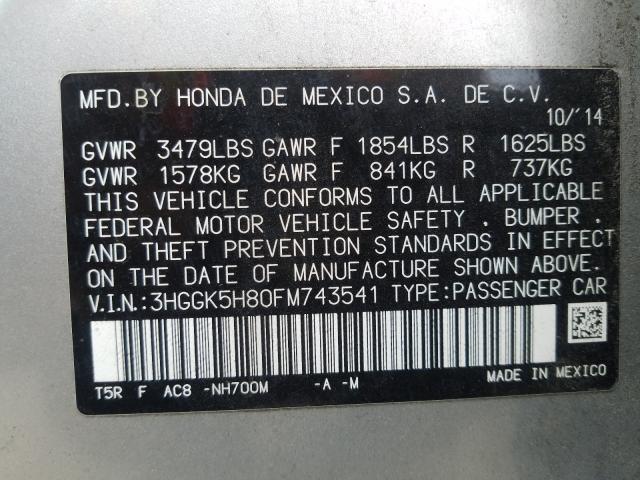 MFD.BY HONDA DE MEXICO S.A. DE C.V.
10/'14
GVWR 3479LBS GAWR F 1854LBS R 1625LBS
GVWR 1578KG GAWR F 841KG R 737KG
THIS VEHICLE CONFORMS TO ALL APPLICABLE
FEDERAL MOTOR VEHICLE SAFETY . BUMPER .
AND THEFT PREVENTION STANDARDS IN EFFECT
ON THE DATE OF MANUFACTURE SHOWN ABOVE.
V.I.N.:3HGGK5H80FM743541 TYPE:PASSENGER CAR
T5R F AC8 -NH700M -A -M
MADE IN MEXICO